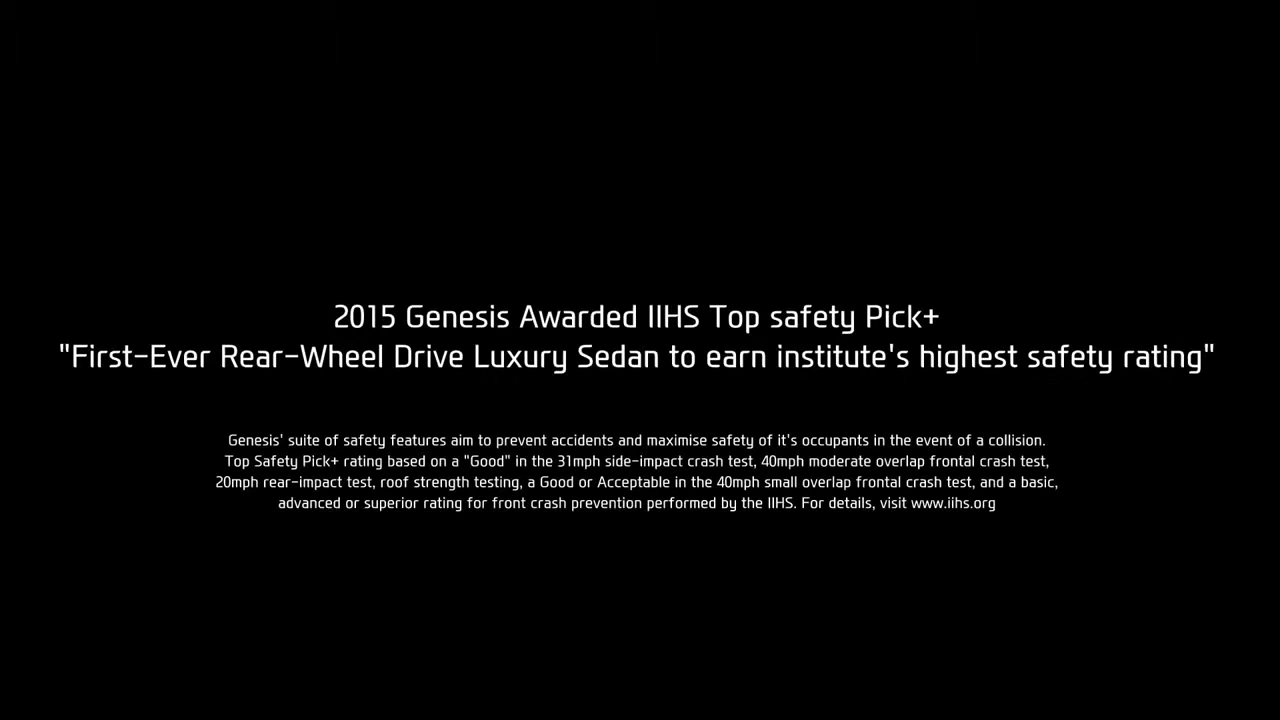 2015 Genesis Awarded IIHS Top safety Pick+
"First-Ever Rear-Wheel Drive Luxury Sedan to earn institute's highest safety rating"
Genesis' suite of safety features aim to prevent accidents and maximise safety of it's occupants in the event of a collision.
Top Safety Pick+ rating based on a "Good" in the 31mph side-impact crash test, 40mph moderate overlap frontal crash test,
20mph rear-impact test, roof strength testing, a Good or Acceptable in the 40mph small overlap frontal crash test, and a basic,
advanced or superior rating for front crash prevention performed by the IIHS. For details, visit www.iihs.org